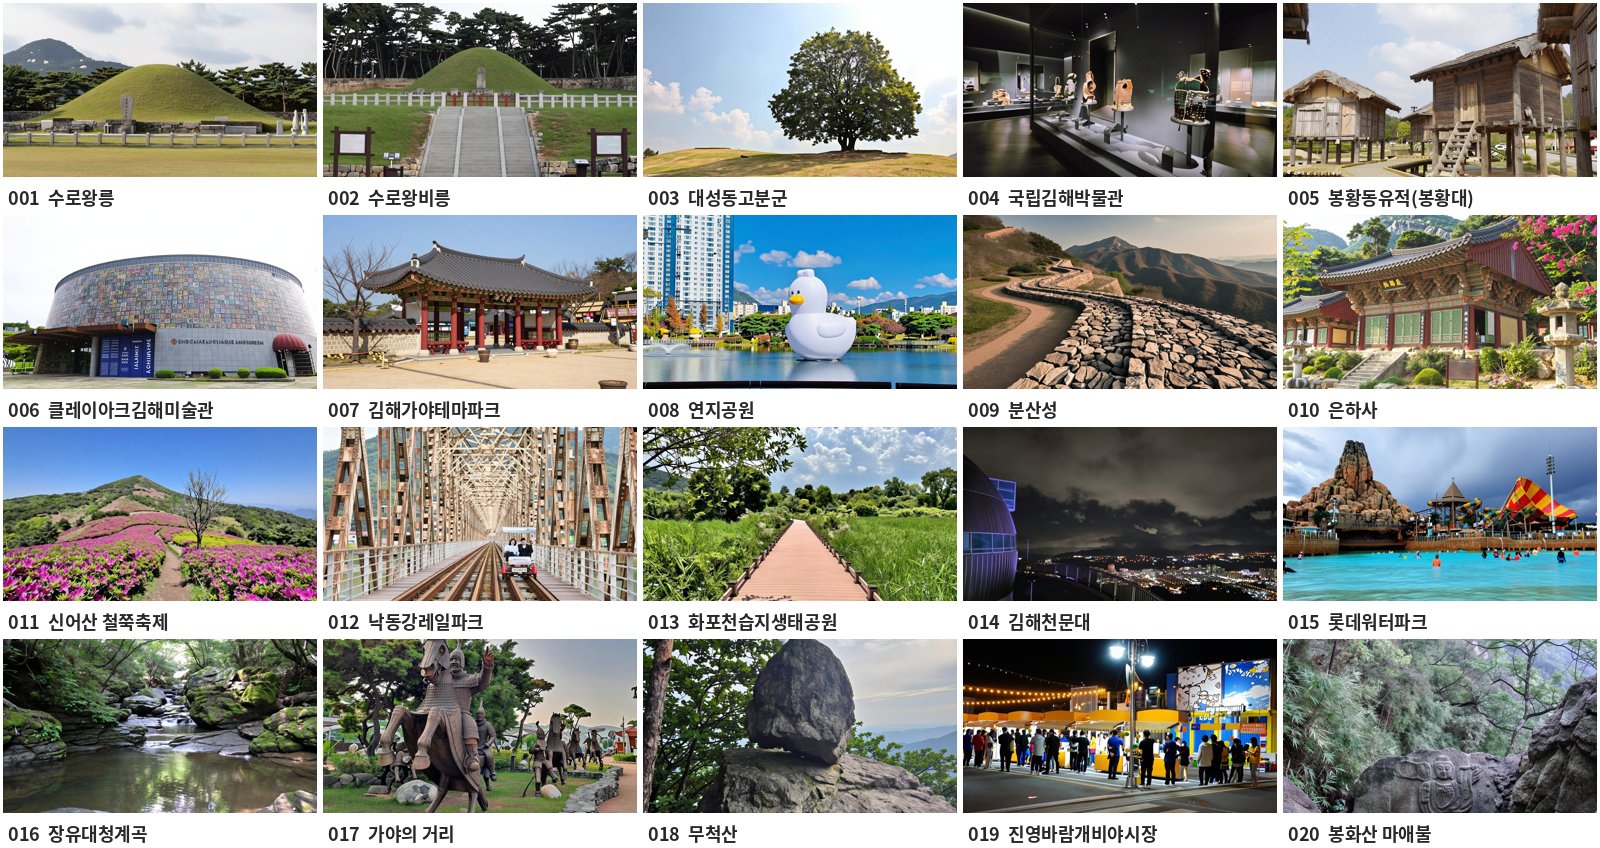 001 수로왕릉
002 수로왕비릉
003 대성동고분군
004 국립김해박물관
005 봉황동유적(봉황대)
006 클레이아크김해미술관
007 김해가야테마파크
008 연지공원
009 분산성
010 은하사
011 신어산 철쭉축제
012 낙동강레일파크
013 화포천습지생태공원
014 김해천문대
015 롯데워터파크
016 장유대청계곡
017 가야의 거리
018 무척산
019 진영바람개비야시장
020 봉화산 마애불